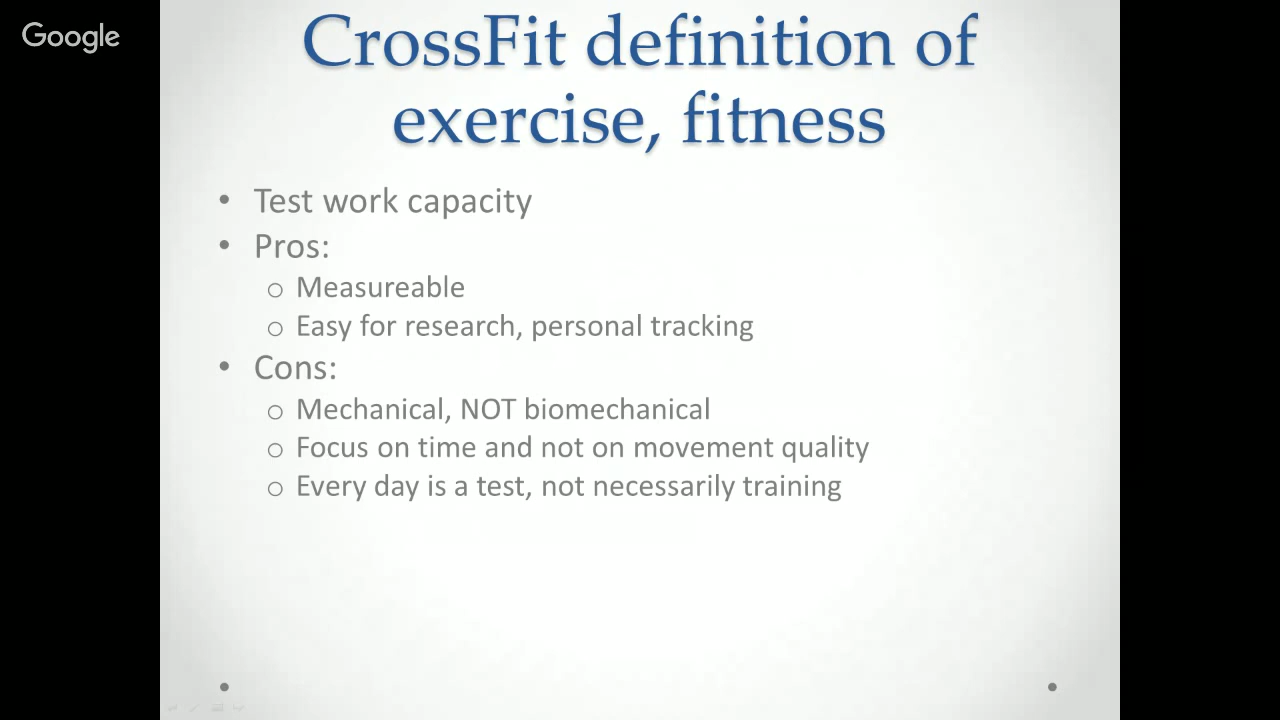 Google
CrossFit definition of
exercise, fitness
• Test work capacity
• Pros:
o Measureable
o Easy for research, personal tracking
• Cons:
o Mechanical, NOT biomechanical
o Focus on time and not on movement quality
o Every day is a test, not necessarily training